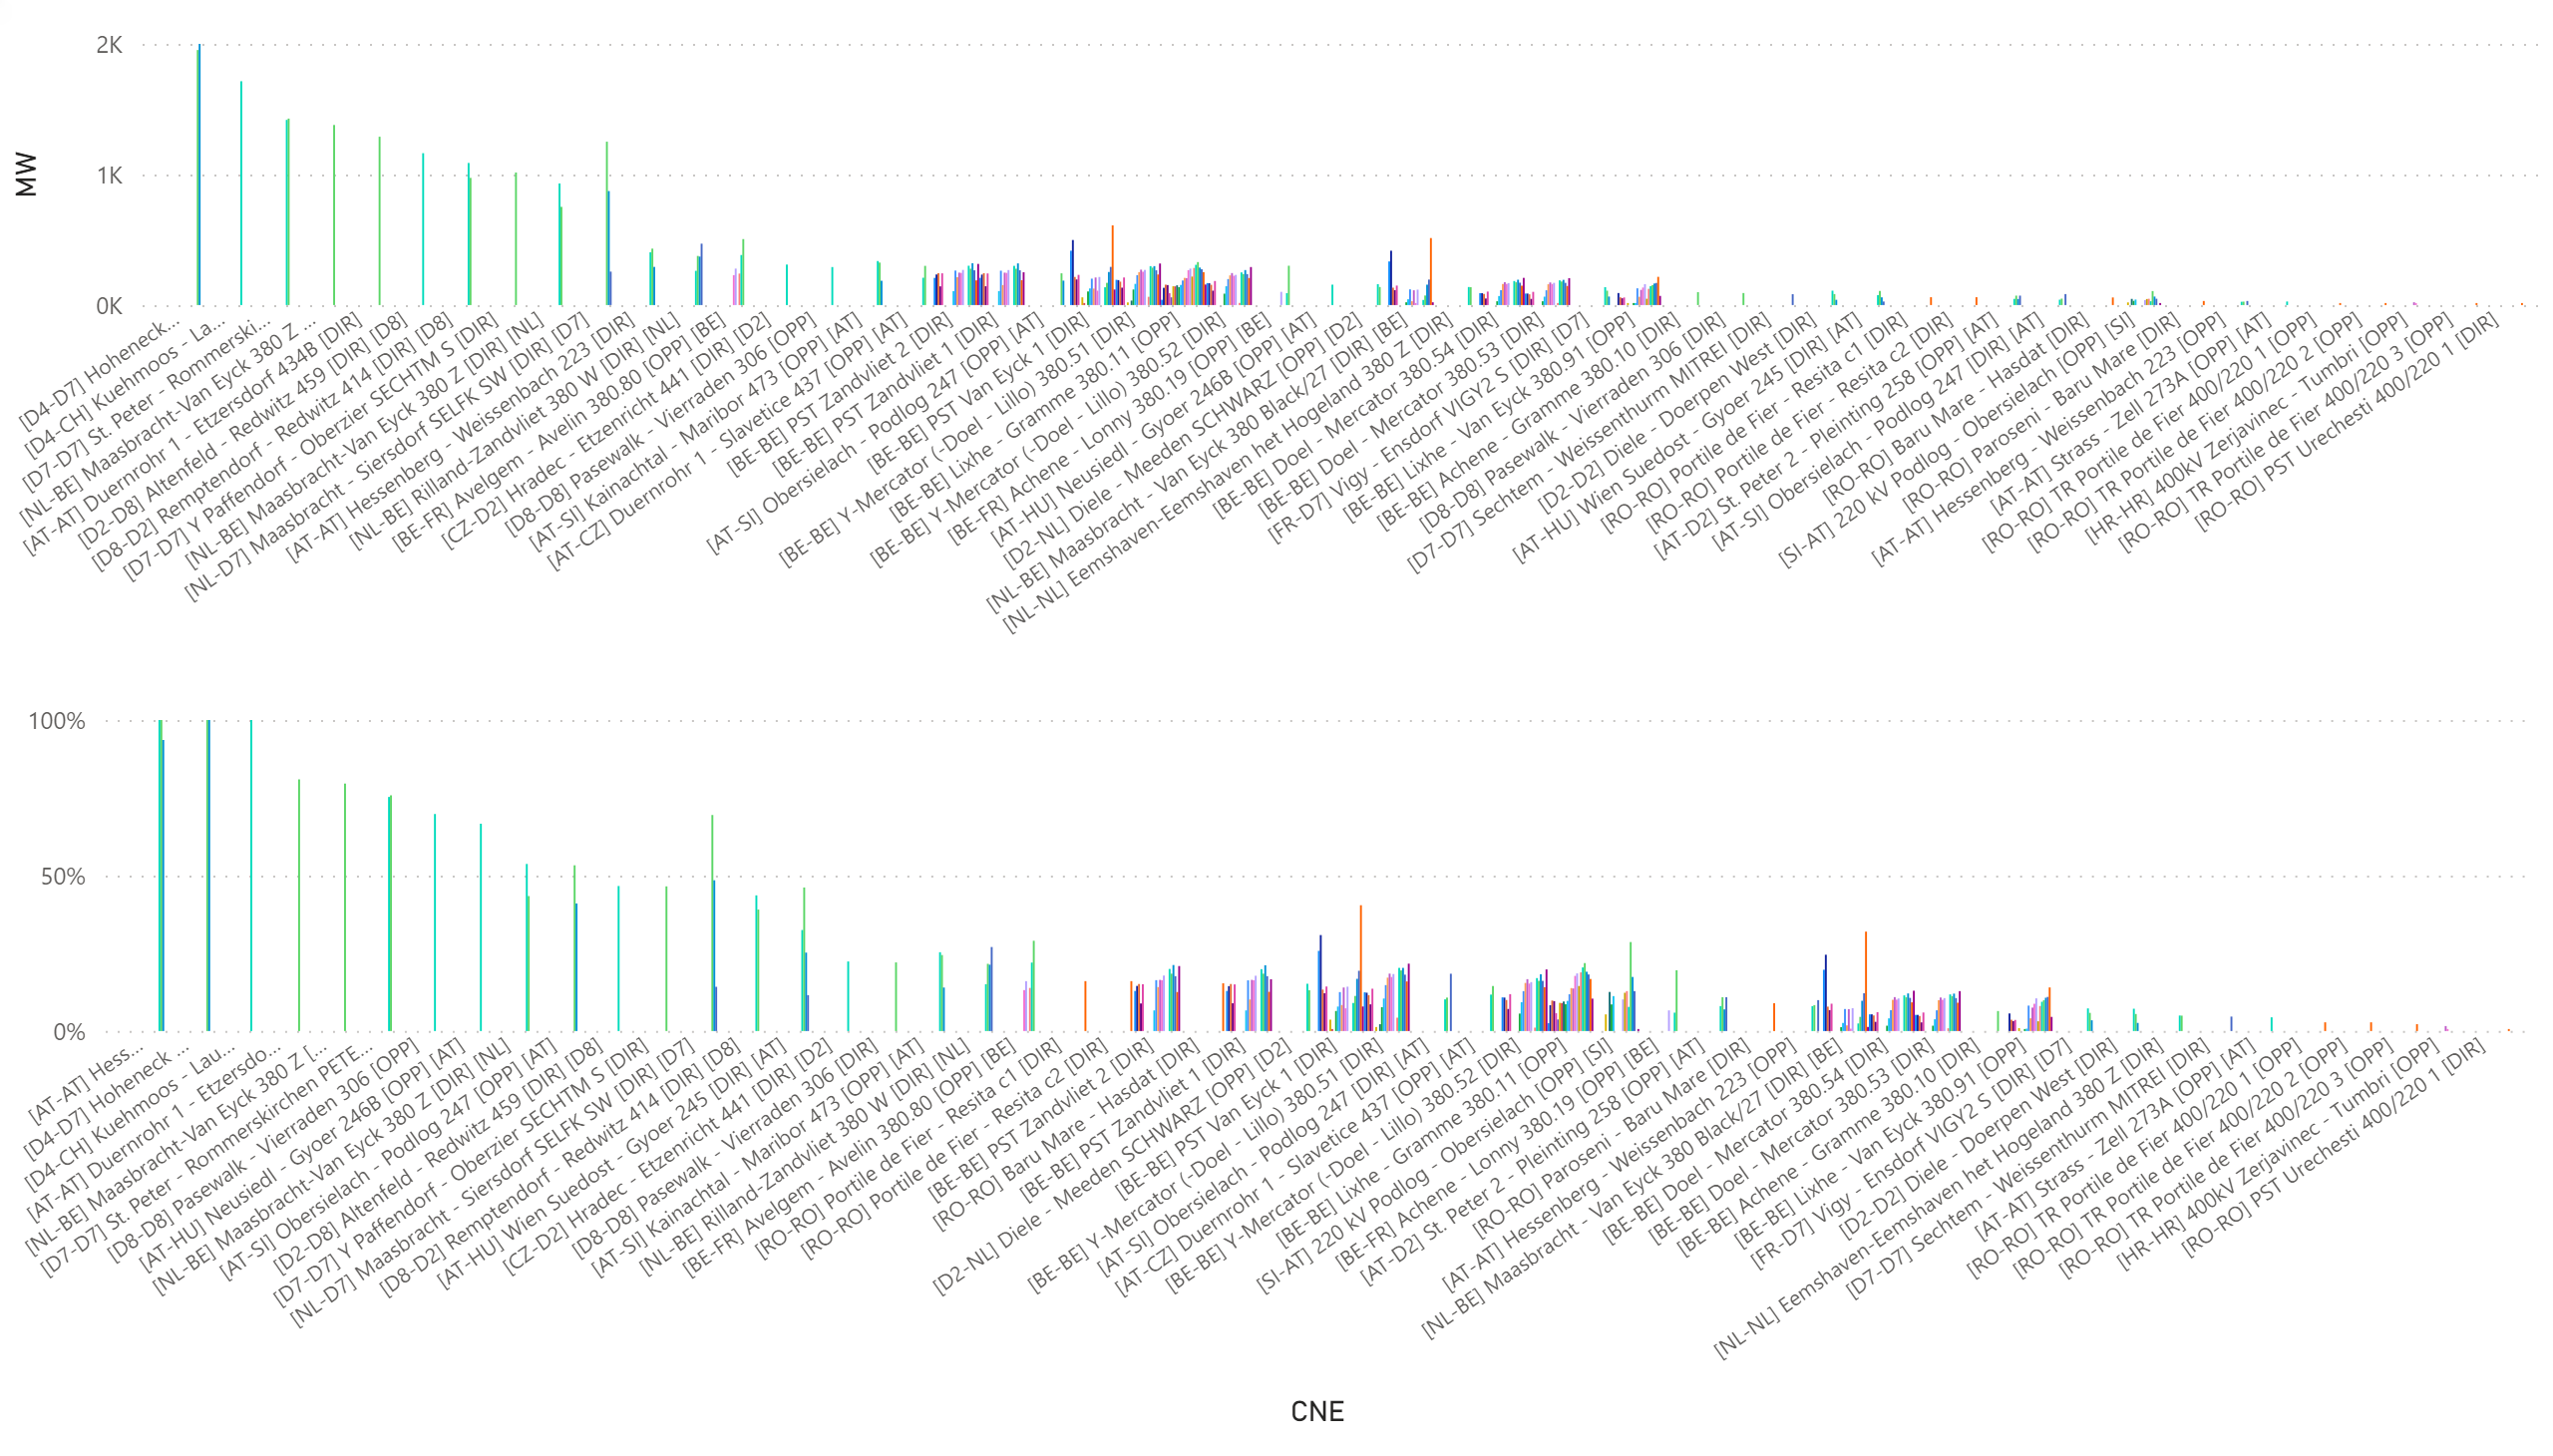 2K
1K
0K
MW
[D4-D7] Hoheneck...
[D4-CH] Kuehmoos - La...
[D7-D7] St. Peter - Rommerski...
[NL-BE] Maasbracht-Van Eyck 380 Z ...
[AT-AT] Duernrohr 1 - Etzersdorf 434B [DIR]
[D2-D8] Altenfeld - Redwitz 459 [DIR] [D8]
[D8-D2] Remptendorf - Redwitz 414 [DIR] [D8]
[D7-D7] Y Paffendorf - Oberzier SECHTM S [DIR]
[NL-BE] Maasbracht-Van Eyck 380 Z [DIR] [NL]
[NL-D7] Maasbracht - Siersdorf SELFK SW [DIR] [D7]
[AT-AT] Hessenberg - Weissenbach 223 [DIR]
[NL-BE] Rilland-Zandvliet 380 W [DIR] [NL]
[BE-FR] Avelgem - Avelin 380.80 [OPP] [BE]
[CZ-D2] Hradec - Etzenricht 441 [DIR] [D2]
[D8-D8] Pasewalk - Vierraden 306 [OPP]
[AT-SI] Kainachtal - Maribor 473 [OPP] [AT]
[AT-CZ] Duernrohr 1 - Slavetice 437 [OPP] [AT]
[BE-BE] PST Zandvliet 2 [DIR]
[BE-BE] PST Zandvliet 1 [DIR]
[AT-SI] Obersielach - Podlog 247 [OPP] [AT]
[BE-BE] PST Van Eyck 1 [DIR]
[BE-BE] Y-Mercator (-Doel - Lillo) 380.51 [DIR]
[BE-BE] Lixhe - Gramme 380.11 [OPP]
[BE-BE] Y-Mercator (-Doel - Lillo) 380.52 [DIR]
[BE-FR] Achene - Lonny 380.19 [OPP] [BE]
[AT-HU] Neusiedl - Gyoer 246B [OPP] [AT]
[D2-NL] Diele - Meeden SCHWARZ [OPP] [D2]
[NL-BE] Maasbracht - Van Eyck 380 Black/27 [DIR] [BE]
[NL-NL] Eemshaven-Eemshaven het Hogeland 380 Z [DIR]
[BE-BE] Doel - Mercator 380.54 [DIR]
[BE-BE] Doel - Mercator 380.53 [DIR]
[FR-D7] Vigy - Ensdorf VIGY2 S [DIR] [D7]
[BE-BE] Lixhe - Van Eyck 380.91 [OPP]
[BE-BE] Achene - Gramme 380.10 [DIR]
[D8-D8] Pasewalk - Vierraden 306 [DIR]
[D7-D7] Sechtem - Weissenthurm MITREI [DIR]
[D2-D2] Diele - Doerpen West [DIR]
[AT-HU] Wien Suedost - Gyoer 245 [DIR] [AT]
[RO-RO] Portile de Fier - Resita c1 [DIR]
[RO-RO] Portile de Fier - Resita c2 [DIR]
[AT-D2] St. Peter 2 - Pleinting 258 [OPP] [AT]
[AT-SI] Obersielach - Podlog 247 [DIR] [AT]
[RO-RO] Baru Mare - Hasdat [DIR]
[SI-AT] 220 kV Podlog - Obersielach [OPP] [SI]
[RO-RO] Paroseni - Baru Mare [DIR]
[AT-AT] Hessenberg - Weissenbach 223 [OPP]
[AT-AT] Strass - Zell 273A [OPP] [AT]
[RO-RO] TR Portile de Fier 400/220 1 [OPP]
[RO-RO] TR Portile de Fier 400/220 2 [OPP]
[HR-HR] 400kV Zerjavinec - Tumbri [OPP]
[RO-RO] TR Portile de Fier 400/220 3 [OPP]
[RO-RO] PST Urechesti 400/220 1 [DIR]
100%
50%
0%
[AT-AT] Hess...
[D4-D7] Hoheneck ...
[D4-CH] Kuehmoos - Lau...
[AT-AT] Duernrohr 1 - Etzersdo...
[NL-BE] Maasbracht-Van Eyck 380 Z [...
[D7-D7] St. Peter - Rommerskirchen PETE...
[D8-D8] Pasewalk - Vierraden 306 [OPP]
[AT-HU] Neusiedl - Gyoer 246B [OPP] [AT]
[NL-BE] Maasbracht-Van Eyck 380 Z [DIR] [NL]
[AT-SI] Obersielach - Podlog 247 [OPP] [AT]
[D2-D8] Altenfeld - Redwitz 459 [DIR] [D8]
[D7-D7] Y Paffendorf - Oberzier SECHTM S [DIR]
[NL-D7] Maasbracht - Siersdorf SELFK SW [DIR] [D7]
[D8-D2] Remptendorf - Redwitz 414 [DIR] [D8]
[AT-HU] Wien Suedost - Gyoer 245 [DIR] [AT]
[CZ-D2] Hradec - Etzenricht 441 [DIR] [D2]
[D8-D8] Pasewalk - Vierraden 306 [DIR]
[AT-SI] Kainachtal - Maribor 473 [OPP] [AT]
[NL-BE] Rilland-Zandvliet 380 W [DIR] [NL]
[BE-FR] Avelgem - Avelin 380.80 [OPP] [BE]
[RO-RO] Portile de Fier - Resita c1 [DIR]
[RO-RO] Portile de Fier - Resita c2 [DIR]
[BE-BE] PST Zandvliet 2 [DIR]
[RO-RO] Baru Mare - Hasdat [DIR]
[BE-BE] PST Zandvliet 1 [DIR]
[D2-NL] Diele - Meeden SCHWARZ [OPP] [D2]
[BE-BE] PST Van Eyck 1 [DIR]
[BE-BE] Y-Mercator (-Doel - Lillo) 380.51 [DIR]
[AT-SI] Obersielach - Podlog 247 [DIR] [AT]
[AT-CZ] Duernrohr 1 - Slavetice 437 [OPP] [AT]
[BE-BE] Y-Mercator (-Doel - Lillo) 380.52 [DIR]
[BE-BE] Lixhe - Gramme 380.11 [OPP]
[SI-AT] 220 kV Podlog - Obersielach [OPP] [SI]
[BE-FR] Achene - Lonny 380.19 [OPP] [BE]
[AT-D2] St. Peter 2 - Pleinting 258 [OPP] [AT]
[RO-RO] Paroseni - Baru Mare [DIR]
[AT-AT] Hessenberg - Weissenbach 223 [OPP]
[NL-BE] Maasbracht - Van Eyck 380 Black/27 [DIR] [BE]
[BE-BE] Doel - Mercator 380.54 [DIR]
[BE-BE] Doel - Mercator 380.53 [DIR]
[BE-BE] Achene - Gramme 380.10 [DIR]
[BE-BE] Lixhe - Van Eyck 380.91 [OPP]
[FR-D7] Vigy - Ensdorf VIGY2 S [DIR] [D7]
[D2-D2] Diele - Doerpen West [DIR]
[NL-NL] Eemshaven-Eemshaven het Hogeland 380 Z [DIR]
[D7-D7] Sechtem - Weissenthurm MITREI [DIR]
[AT-AT] Strass - Zell 273A [OPP] [AT]
[RO-RO] TR Portile de Fier 400/220 1 [OPP]
[RO-RO] TR Portile de Fier 400/220 2 [OPP]
[RO-RO] TR Portile de Fier 400/220 3 [OPP]
[HR-HR] 400kV Zerjavinec - Tumbri [OPP]
[RO-RO] PST Urechesti 400/220 1 [DIR]
CNE